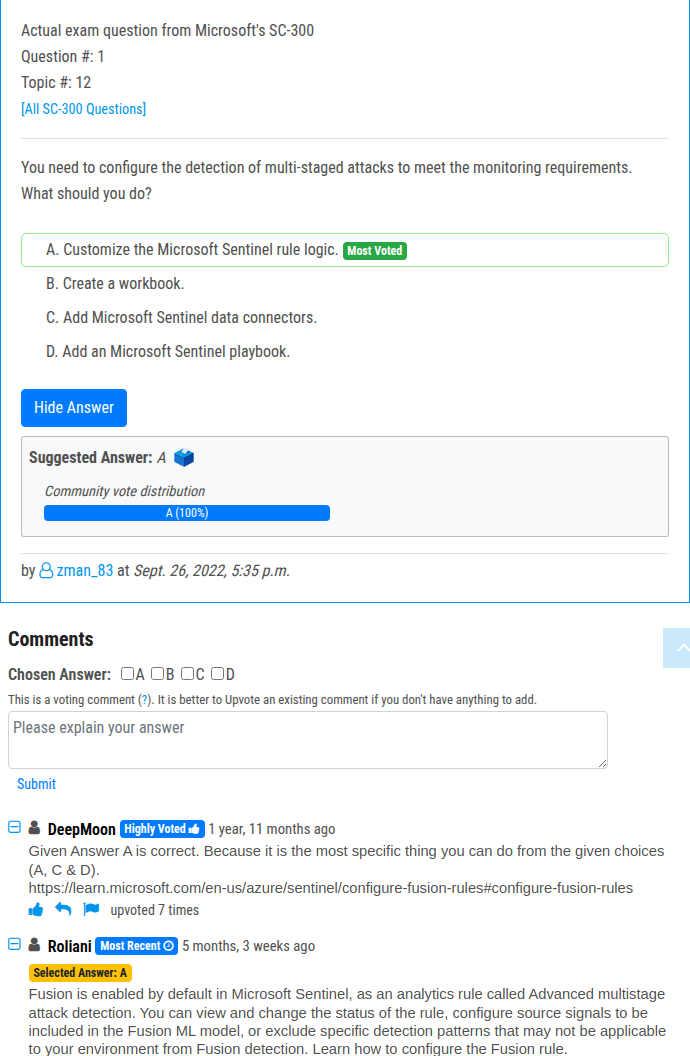 Actual exam question from Microsoft's SC-300
Question #: 1
Topic #: 12
[All SC-300 Questions]
You need to configure the detection of multi-staged attacks to meet the monitoring requirements.
What should you do?
A. Customize the Microsoft Sentinel rule logic. Most Voted
B. Create a workbook.
C. Add Microsoft Sentinel data connectors.
D. Add an Microsoft Sentinel playbook.
Hide Answer
Suggested Answer: A
Community vote distribution
A (100%)
by zman_83 at Sept. 26, 2022, 5:35 p.m.
Comments
Chosen Answer: A B C D
This is a voting comment (?). It is better to Upvote an existing comment if you don't have anything to add.
Please explain your answer
Submit
DeepMoon Highly Voted 1 year, 11 months ago
Given Answer A is correct. Because it is the most specific thing you can do from the given choices
(A, C & D).
https://learn.microsoft.com/en-us/azure/sentinel/configure-fusion-rules#configure-fusion-rules
upvoted 7 times
Roliani Most Recent 5 months, 3 weeks ago
Selected Answer: A
Fusion is enabled by default in Microsoft Sentinel, as an analytics rule called Advanced multistage
attack detection. You can view and change the status of the rule, configure source signals to be
included in the Fusion ML model, or exclude specific detection patterns that may not be applicable
to your environment from Fusion detection. Learn how to configure the Fusion rule.